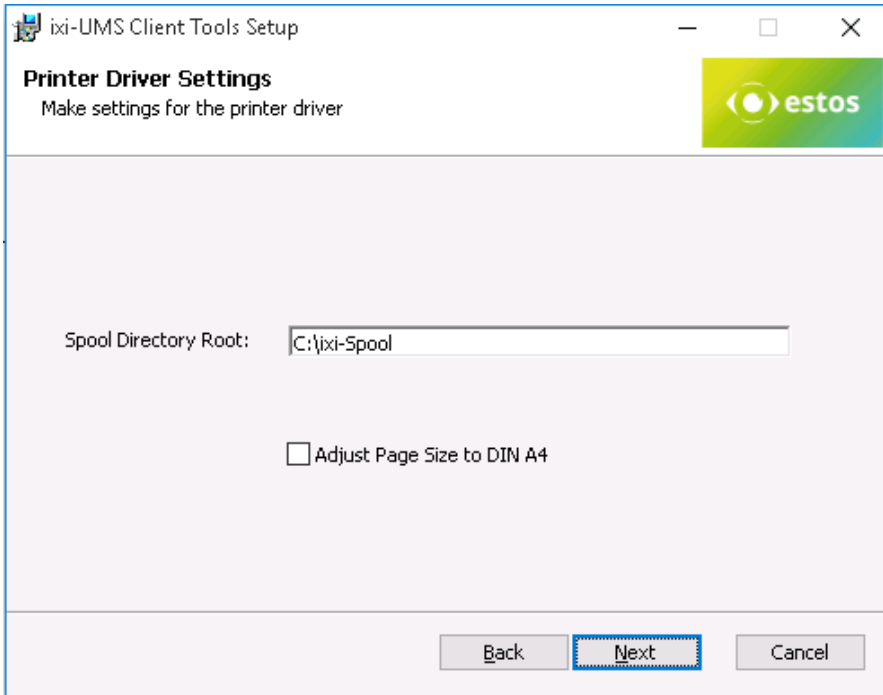 ixi-UMS Client Tools Setup
Printer Driver Settings
Make settings for the printer driver
estos
Spool Directory Root:
C:\ixi-Spool
Adjust Page Size to DIN A4
Back
Next
Cancel